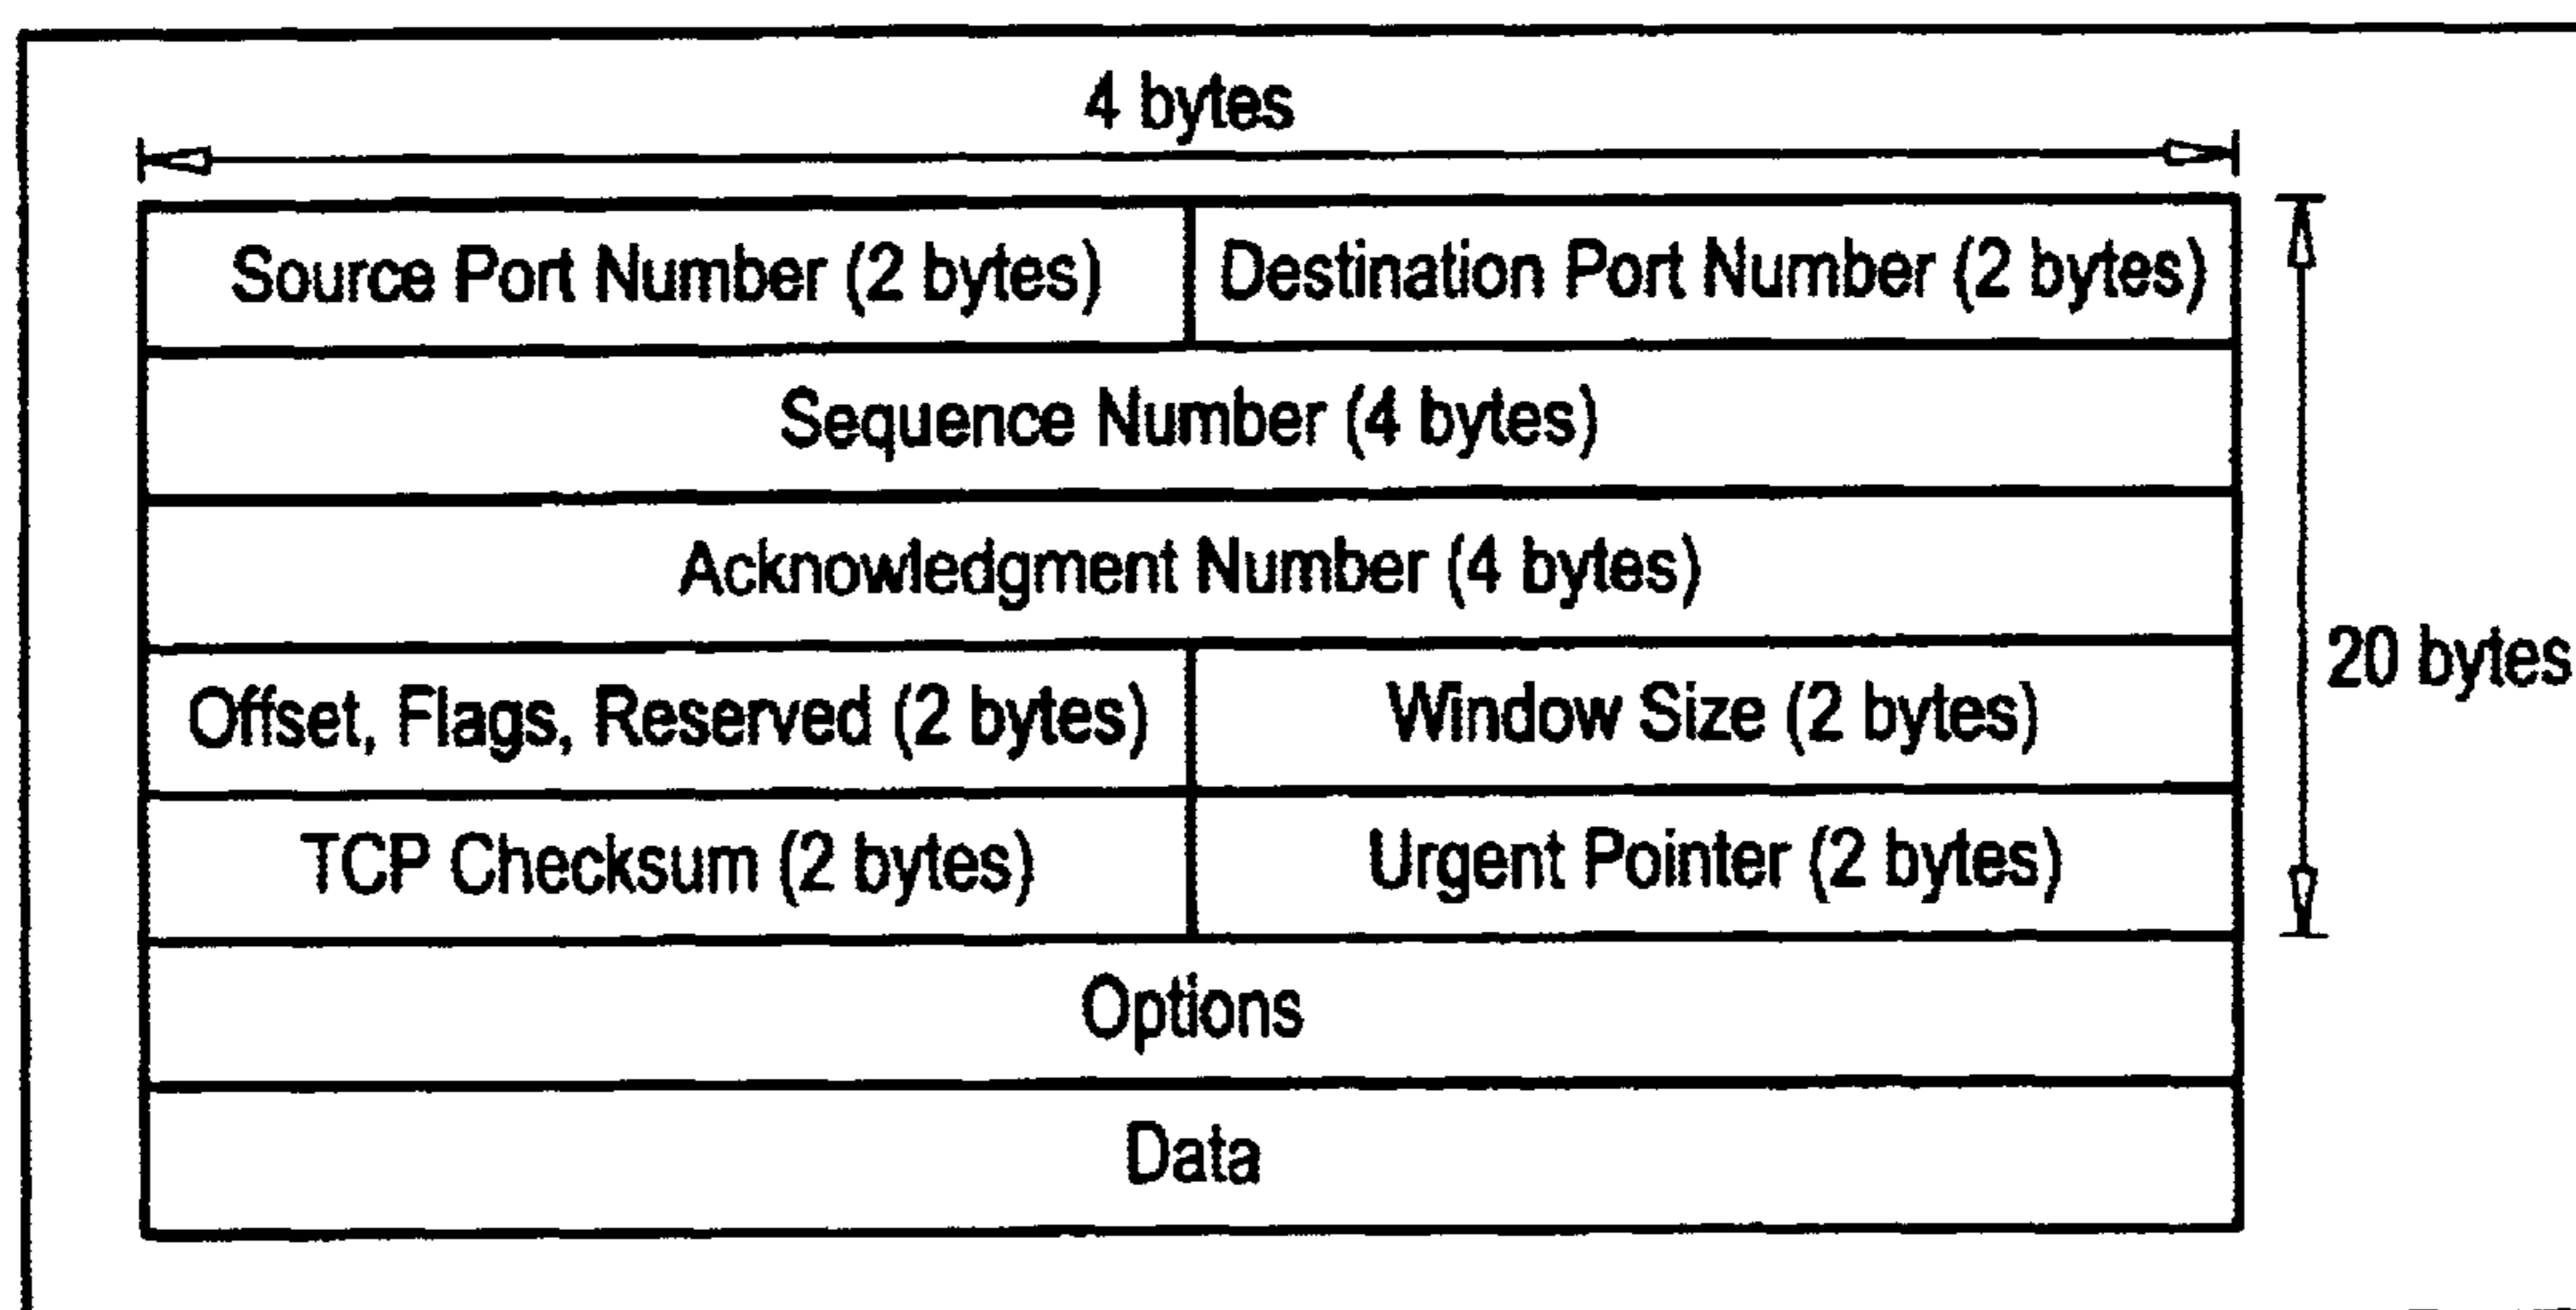 4 bytes
Source Port Number (2 bytes)
Destination Port Number (2 bytes)
Sequence Number (4 bytes)
Acknowledgment Number (4 bytes)
20 bytes
Offset, Flags, Reserved (2 bytes)
Window Size (2 bytes)
TCP Checksum (2 bytes)
Urgent Pointer (2 bytes)
Options
Data